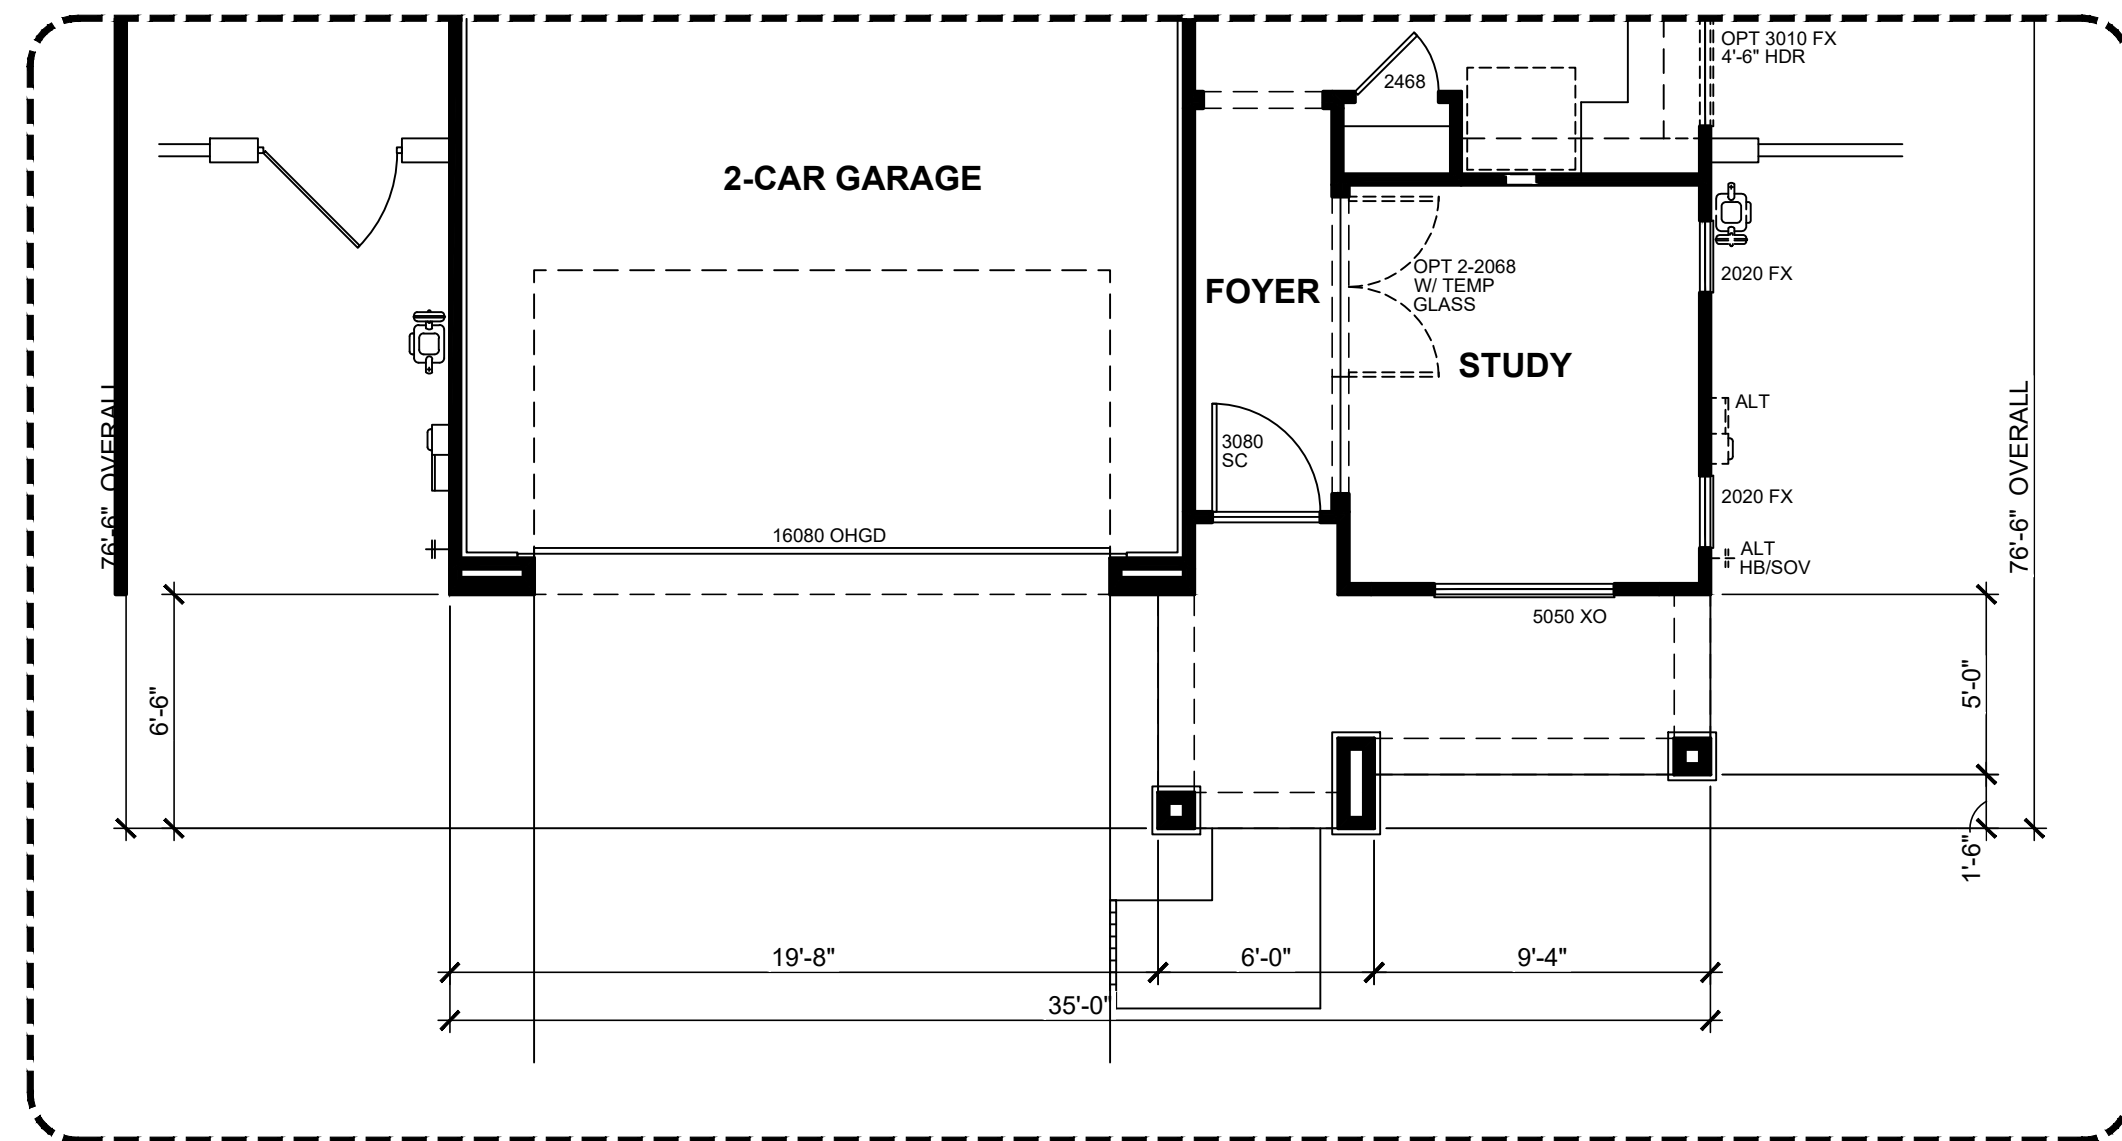 OPT 3010 FX
4'-6" HDR
2468
2-CAR GARAGE
OPT 2-2068
W/ TEMP
GLASS
2020 FX
FOYER
STUDY
ALT
76'-6" OVERALL
76'-6" OVERALL
3080
SC
2020 FX
16080 OHGD
ALT
HB/SOV
5050 XO
6'-6"
5'-0"
1'-6"
19'-8"
6'-0"
9'-4"
35'-0"